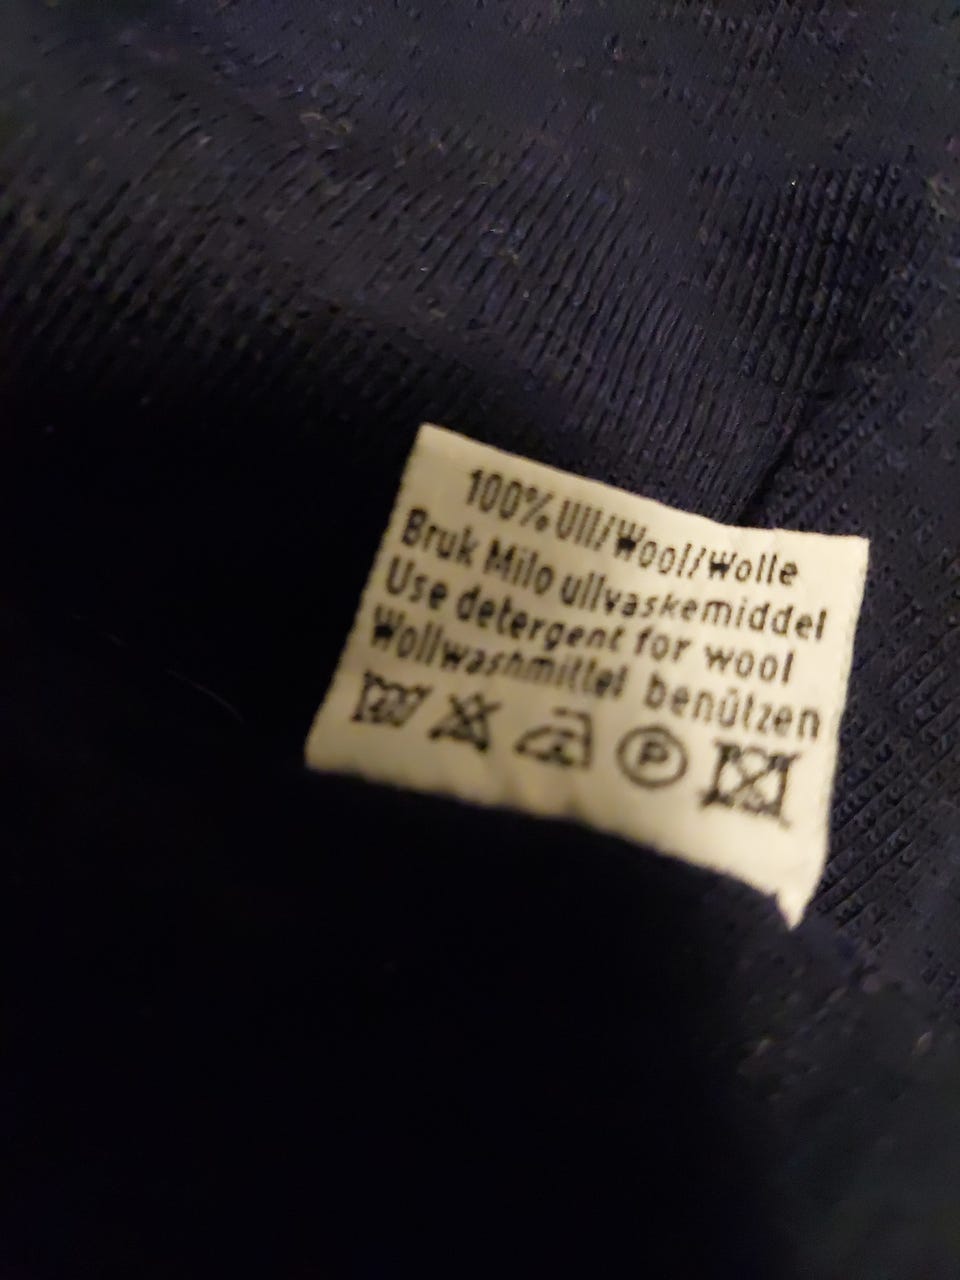 100% Ull/Wool/Wolle
Bruk Milo ullvaskemiddel
Use detergent for wool
Wollwashmittel benützen
P